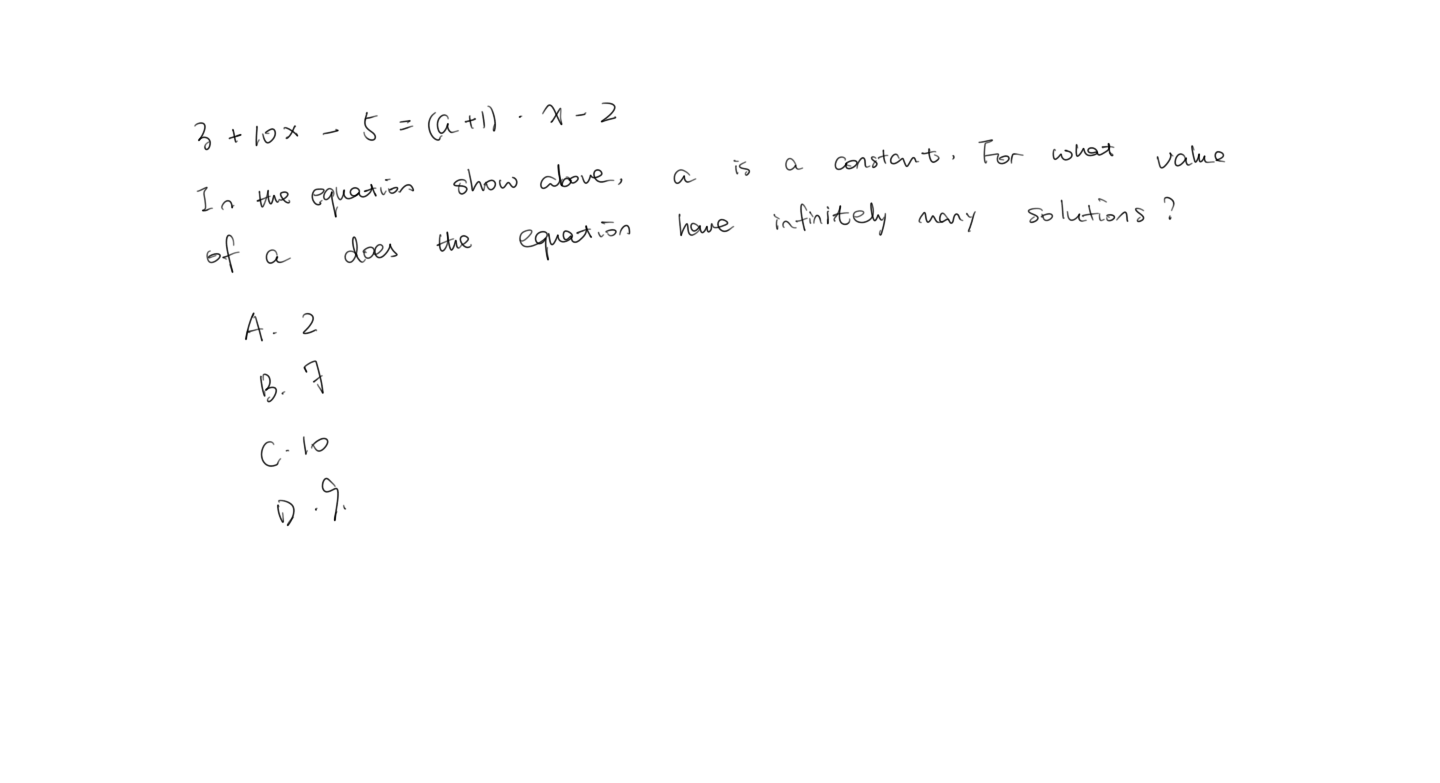 3 + 10x - 5 = (a+1) · x - 2
In the equation show above, a is a constant. For what value
of a does the equation have infinitely many solutions?
A. 2
B. 7
C. 10
D. 9.